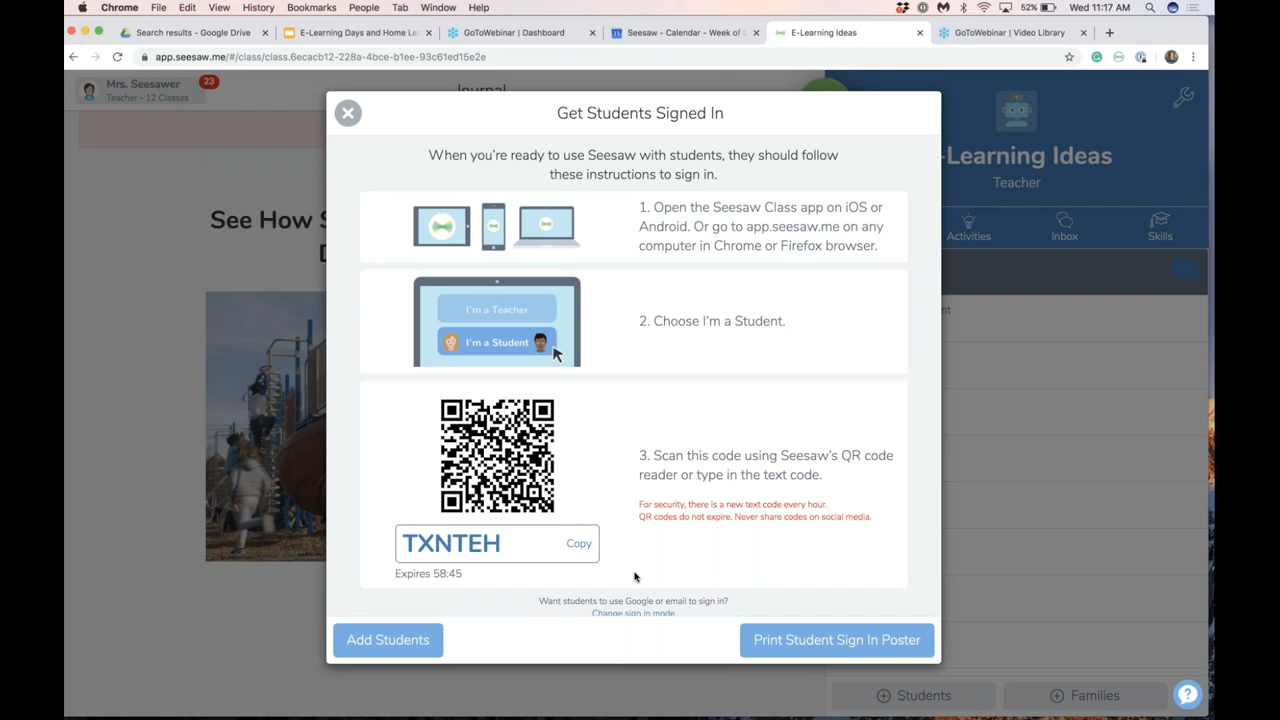 Chrome File Edit View History Bookmarks People Tab Window Help
52% Wed 11:17 AM
Search results - Google Drive
E-Learning Days and Home Le
GoToWebinar | Dashboard
Seesaw - Calendar - Week of D
E-Learning Ideas
GoToWebinar | Video Library
app.seesaw.me/#/class/class.6ecacb12-228a-4bce-b1ee-93c61ed15e2e
Mrs. Seesawer
Teacher - 12 Classes
23
Journal
See How S
Get Students Signed In
When you're ready to use Seesaw with students, they should follow
these instructions to sign in.
1. Open the Seesaw Class app on iOS or
Android. Or go to app.seesaw.me on any
computer in Chrome or Firefox browser.
I'm a Teacher
I'm a Student
2. Choose I'm a Student.
3. Scan this code using Seesaw's QR code
reader or type in the text code.
For security, there is a new text code every hour.
QR codes do not expire. Never share codes on social media.
TXNTEH
Copy
Expires 58:45
Want students to use Google or email to sign in?
Change sign in mode
Add Students
Print Student Sign In Poster
-Learning Ideas
Teacher
Activities
Inbox
Skills
nt
Students
Families
?